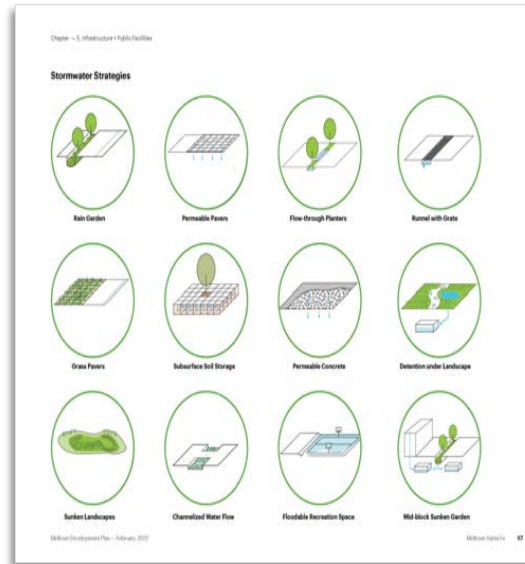 Chapter — 5. Infrastructure + Public Facilities
Stormwater Strategies
Rain Garden
Permeable Pavers
Flow-through Planters
Runnel with Grate
Grass Pavers
Subsurface Soil Storage
Permeable Concrete
Detention under Landscape
Sunken Landscapes
Channelized Water Flow
Floodable Recreation Space
Mid-block Sunken Garden
Midtown Development Plan — February, 2022
Midtown Santa Fe 67